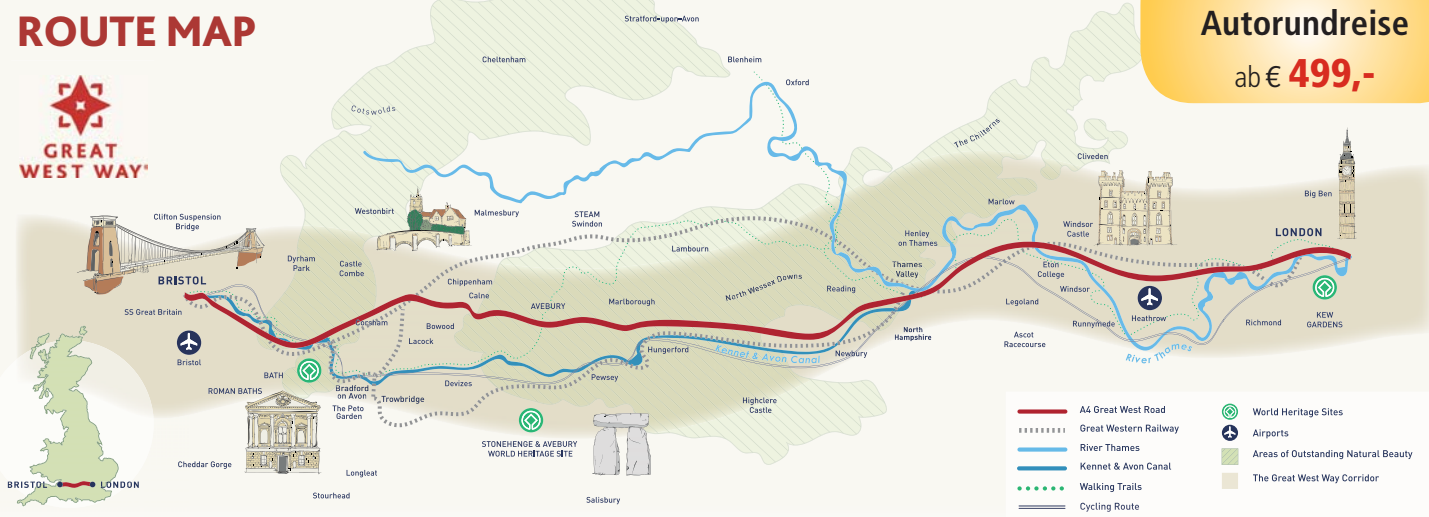 ROUTE MAP
GREAT
WEST WAY®
Autorundreise
ab € 499,-
Stratford-upon-Avon
Cheltenham
Blenheim
Oxford
Cotswolds
The Chilterns
Cliveden
Big Ben
Westonbirt
Malmesbury
STEAM
Swindon
Marlow
Windsor
Castle
Clifton Suspension
Bridge
Henley
on Thames
LONDON
Lambourn
Dyrham
Park
Castle
Combe
Thames
Valley
Eton
College
BRISTOL
Chippenham
Calne
North Wessex Downs
Reading
Windsor
SS Great Britain
AVEBURY
Marlborough
Legoland
Heathrow
Runnymede
Richmond
KEW
GARDENS
Corsham
Bowood
North
Hampshire
Ascot
Racecourse
Lacock
Bristol
Hungerford
Kennet & Avon Canal
Newbury
River Thames
BATH
ROMAN BATHS
Bradford
on Avon
Devizes
Pewsey
The Peto
Garden
Trowbridge
Highclere
Castle
STONEHENGE & AVEBURY
WORLD HERITAGE SITE
Cheddar Gorge
Longleat
Stourhead
Salisbury
BRISTOL
LONDON
A4 Great West Road
Great Western Railway
River Thames
Kennet & Avon Canal
Walking Trails
Cycling Route
World Heritage Sites
Airports
Areas of Outstanding Natural Beauty
The Great West Way Corridor